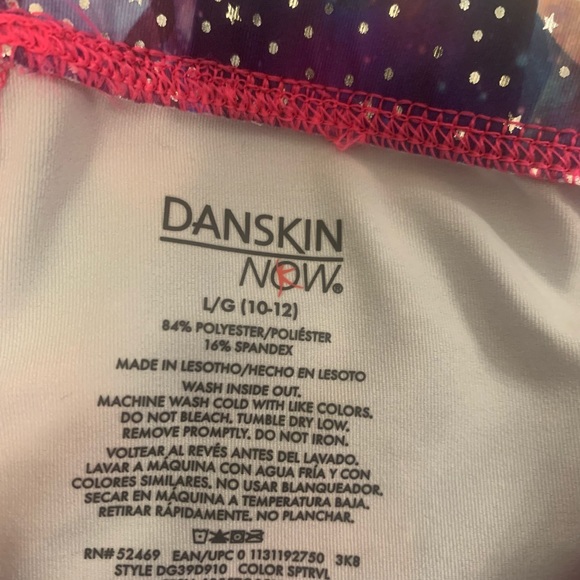 DANSKIN
NOW®
L/G (10-12)
84% POLYESTER/POLIÉSTER
16% SPANDEX
MADE IN LESOTHO/HECHO EN LESOTO
WASH INSIDE OUT.
MACHINE WASH COLD WITH LIKE COLORS.
DO NOT BLEACH. TUMBLE DRY LOW.
REMOVE PROMPTLY. DO NOT IRON.
VOLTEAR AL REVÉS ANTES DEL LAVADO.
LAVAR A MÁQUINA CON AGUA FRÍA Y CON
COLORES SIMILARES. NO USAR BLANQUEADOR.
SECAR EN MÁQUINA A TEMPERATURA BAJA.
RETIRAR RÁPIDAMENTE. NO PLANCHAR.
RN# 52469 EAN/UPC 0 1131192750 3K8
STYLE DG39D910 COLOR SPTRVL